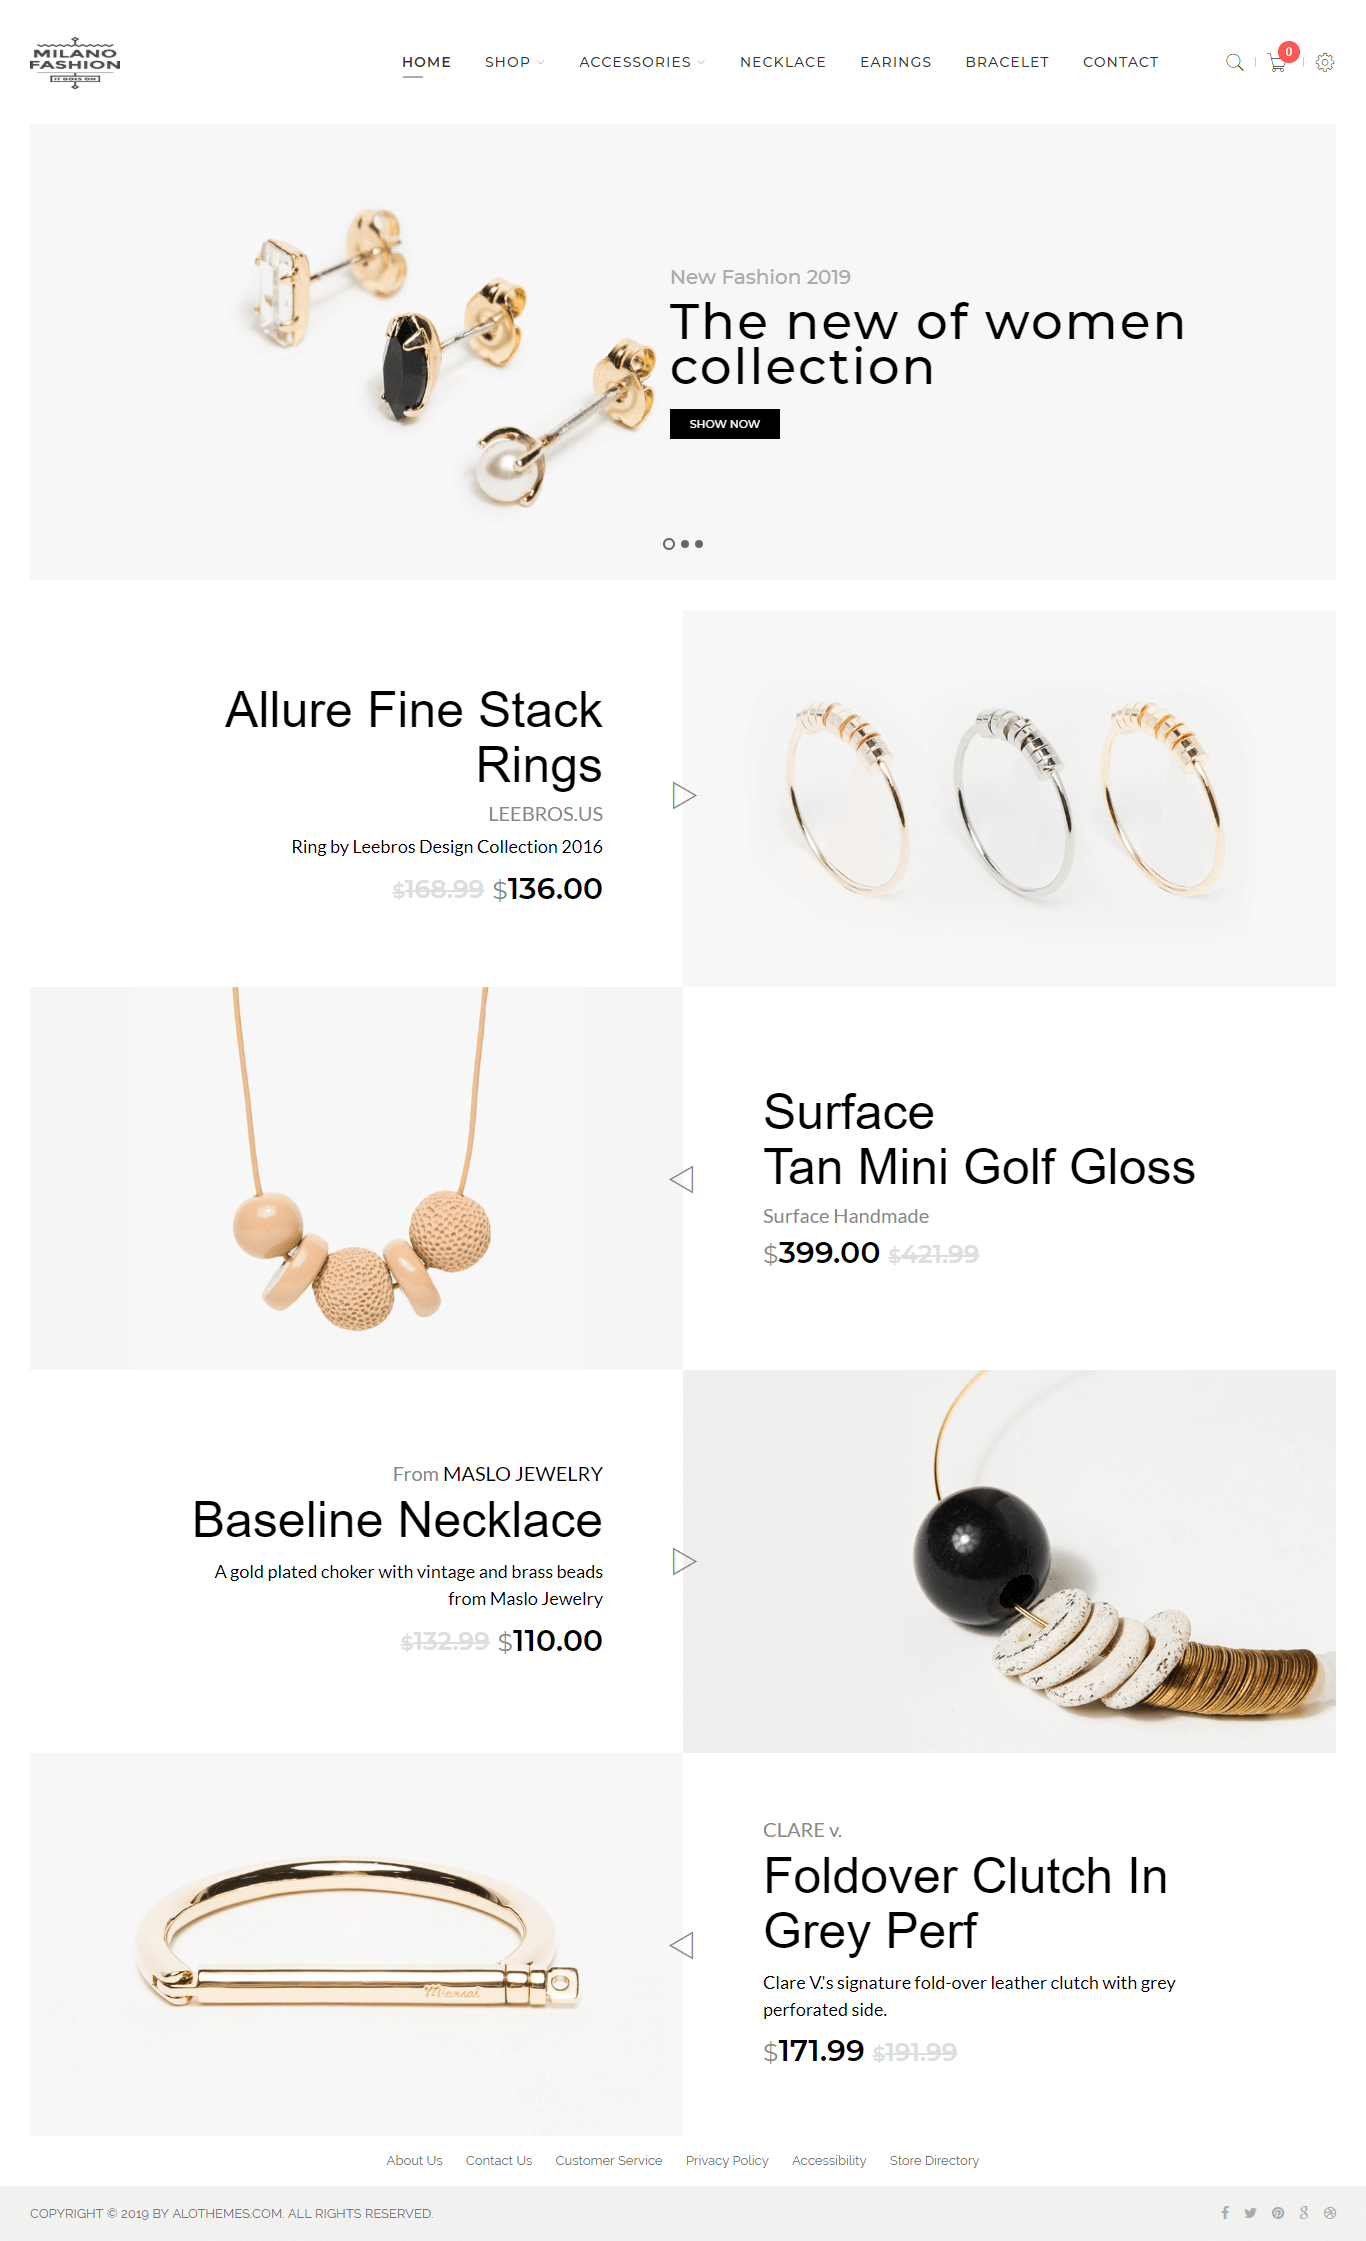 MILANO
FASHION
IT GOES ON
HOME SHOP ACCESSORIES NECKLACE EARINGS BRACELET CONTACT 0
New Fashion 2019
The new of women
collection
SHOW NOW
Allure Fine Stack
Rings
LEEBROS.US
Ring by Leebros Design Collection 2016
$168.99 $136.00
Surface
Tan Mini Golf Gloss
Surface Handmade
$399.00 $421.99
From MASLO JEWELRY
Baseline Necklace
A gold plated choker with vintage and brass beads
from Maslo Jewelry
$132.99 $110.00
Miansai
CLARE v.
Foldover Clutch In
Grey Perf
Clare V.'s signature fold-over leather clutch with grey
perforated side.
$171.99 $191.99
About Us Contact Us Customer Service Privacy Policy Accessibility Store Directory
COPYRIGHT © 2019 BY ALOTHEMES.COM. ALL RIGHTS RESERVED.